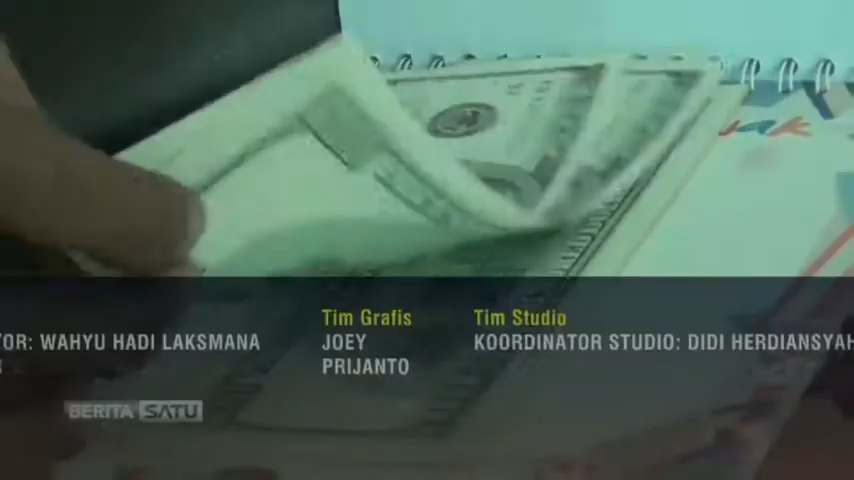 Tim Grafis
Tim Studio
TOR: WAHYU HADI LAKSMANA
JOEY
KOORDINATOR STUDIO: DIDI HERDIANSYAH
PRIJANTO
BERITA SATU